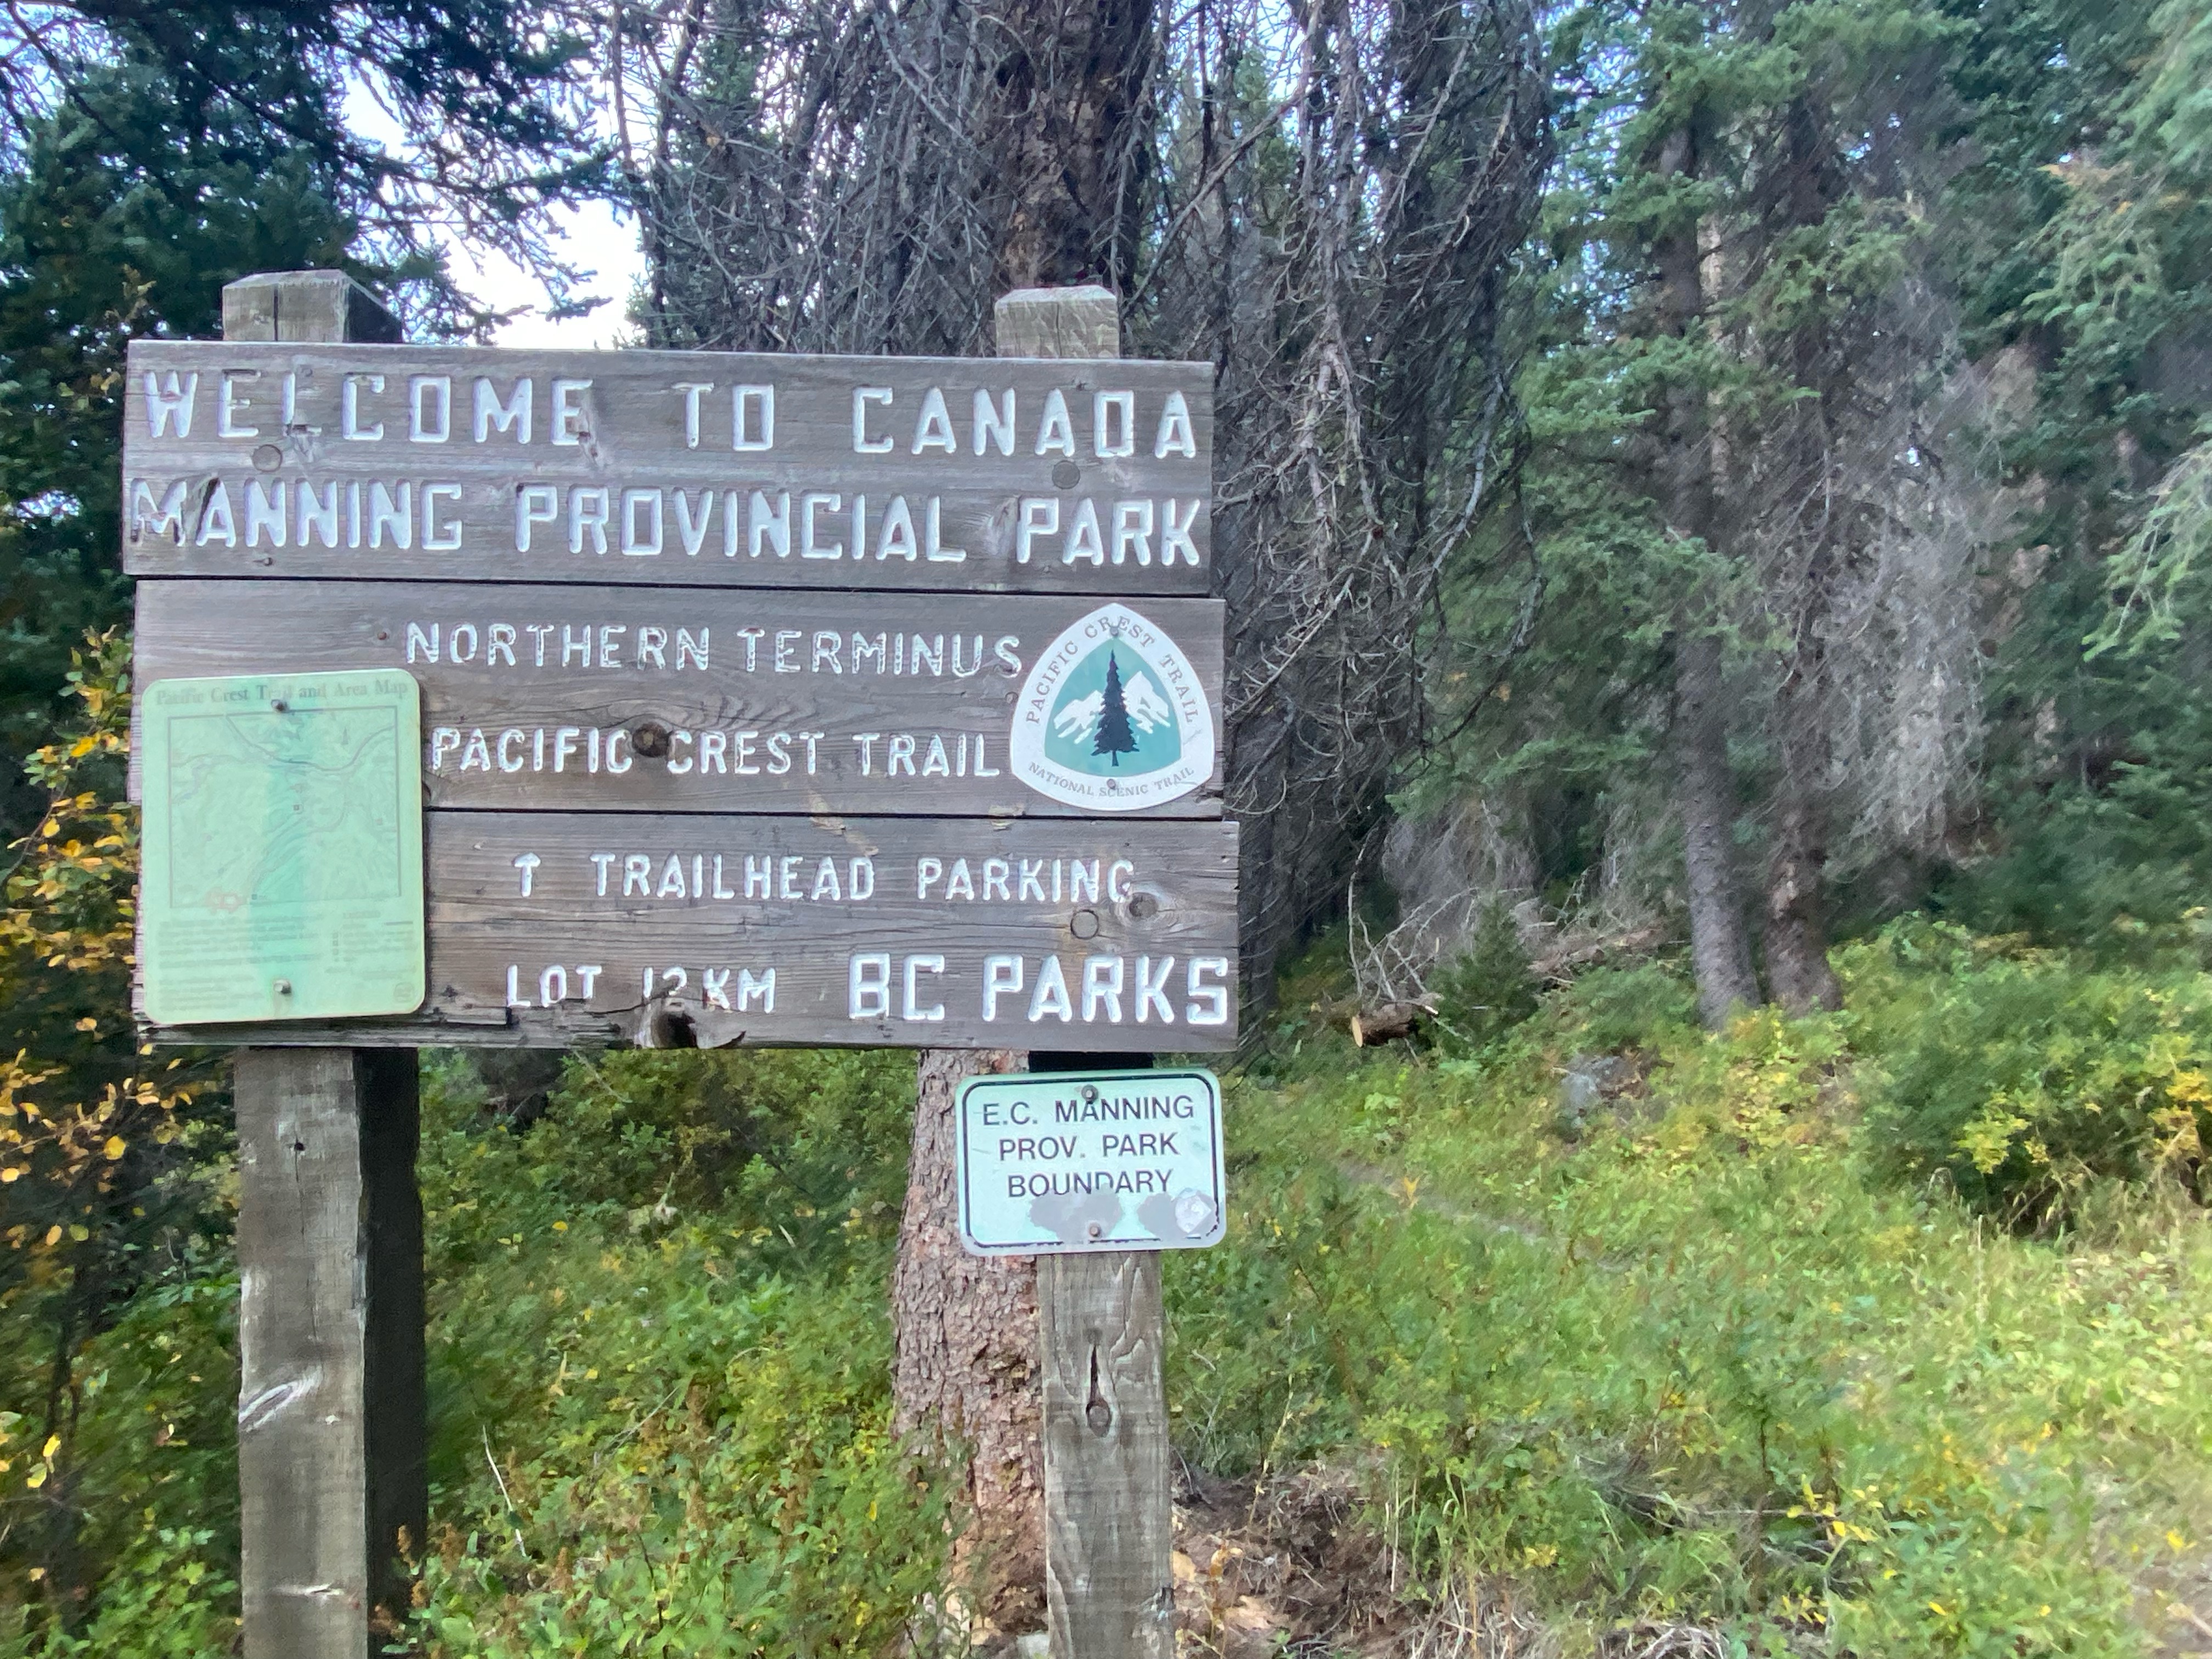 WELCOME TO CANADA
MANNING PROVINCIAL PARK
NORTHERN TERMINUS
PACIFIC CREST TRAIL
PACIFIC CREST TRAIL
NATIONAL SCENIC TRAIL
Pacific Crest Trail and Area Map
↑ TRAILHEAD PARKING
LOT 12 KM BC PARKS
E.C. MANNING
PROV. PARK
BOUNDARY